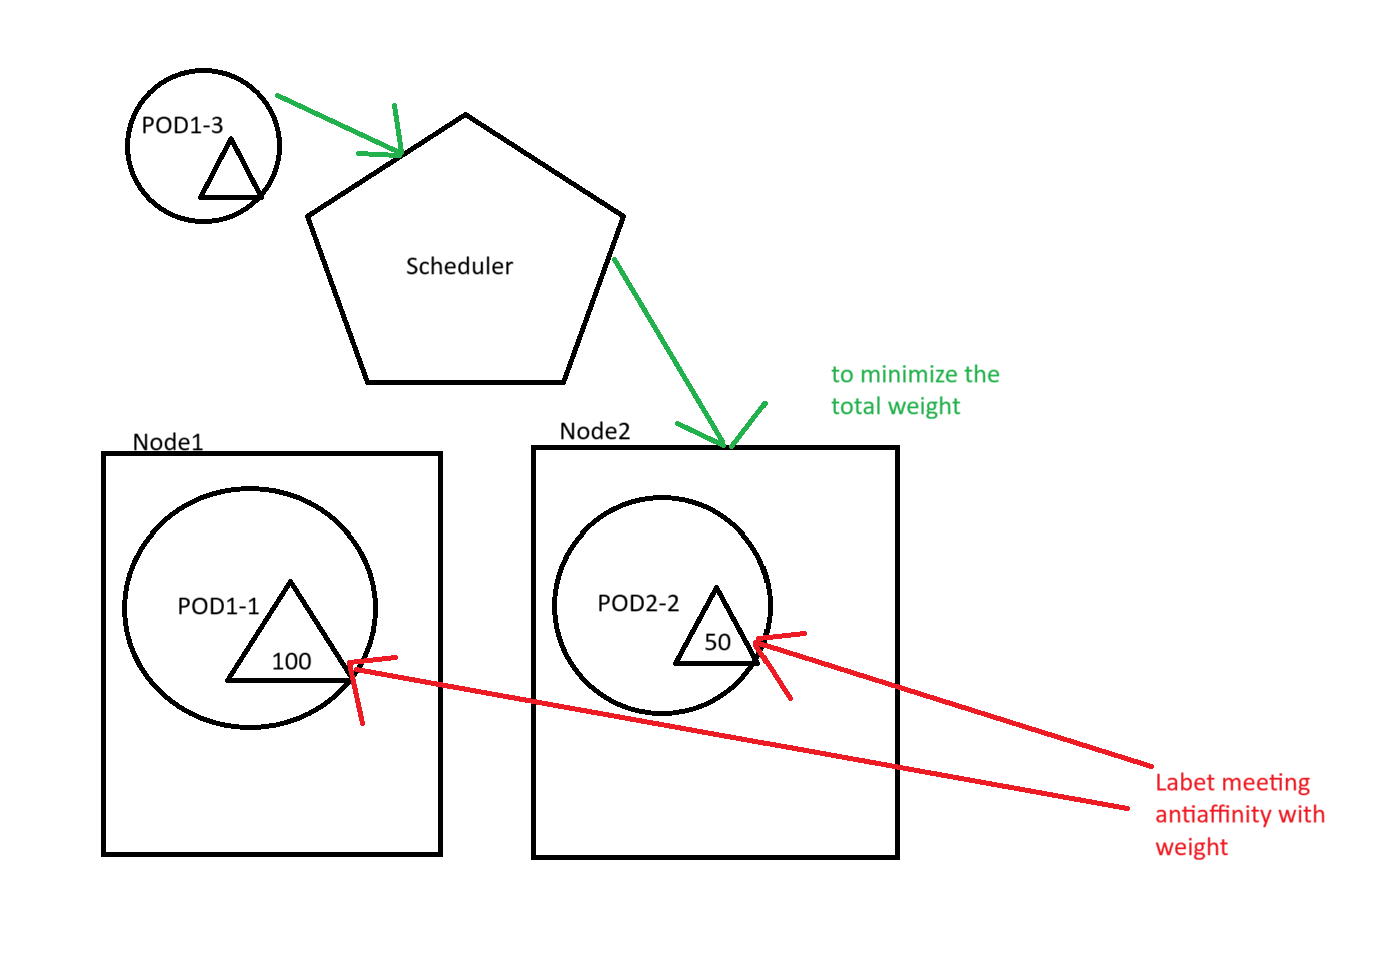 POD1-3
Scheduler
to minimize the
total weight
Node1
Node2
POD1-1
100
POD2-2
50
Labet meeting
antiaffinity with
weight